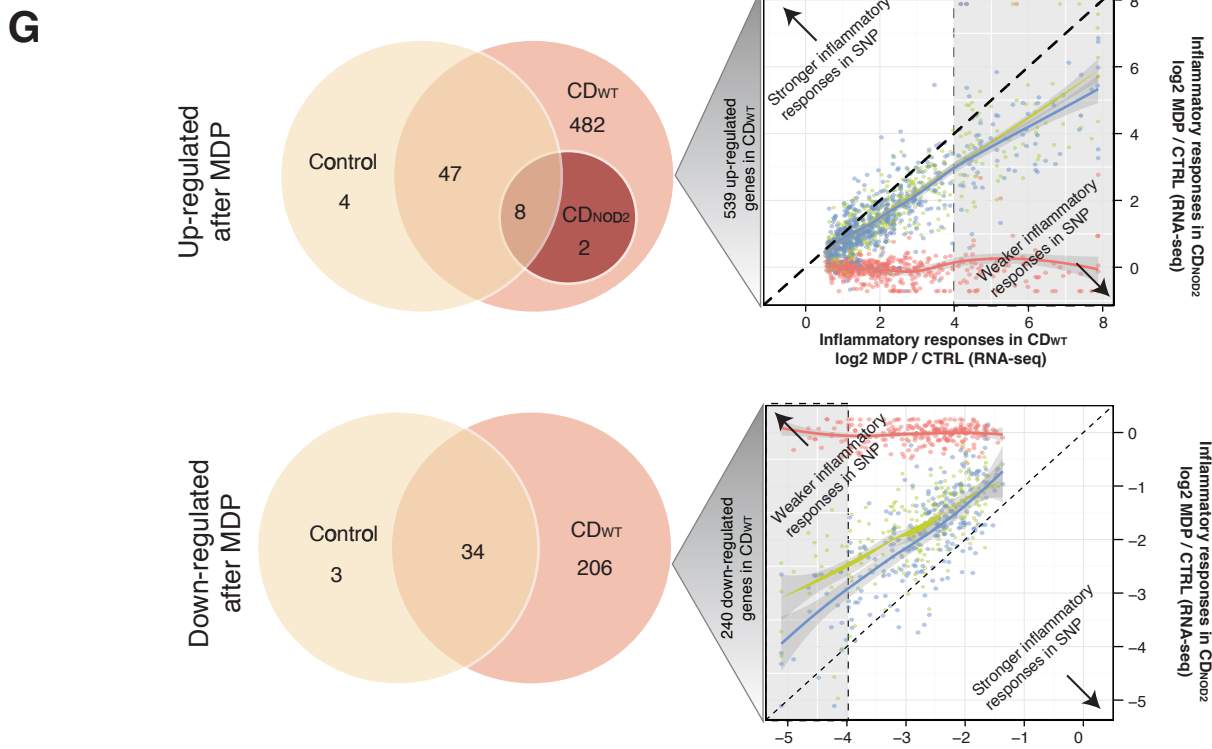 G
Up-regulated
after MDP
Control
4
47
CDWT
482
8
CDNOD2
2
539 up-regulated
genes in CDWT
Stronger inflammatory
responses in SNP
Weaker inflammatory
responses in SNP
8
6
4
2
0
0 2 4 6 8
Inflammatory responses in CDWT
log2 MDP / CTRL (RNA-seq)
Inflammatory responses in CDNOD2
log2 MDP / CTRL (RNA-seq)
Down-regulated
after MDP
Control
3
34
CDWT
206
240 down-regulated
genes in CDWT
Weaker inflammatory
responses in SNP
Stronger inflammatory
responses in SNP
0
−1
−2
−3
−4
−5
−5 −4 −3 −2 −1 0
Inflammatory responses in CDNOD2
log2 MDP / CTRL (RNA-seq)